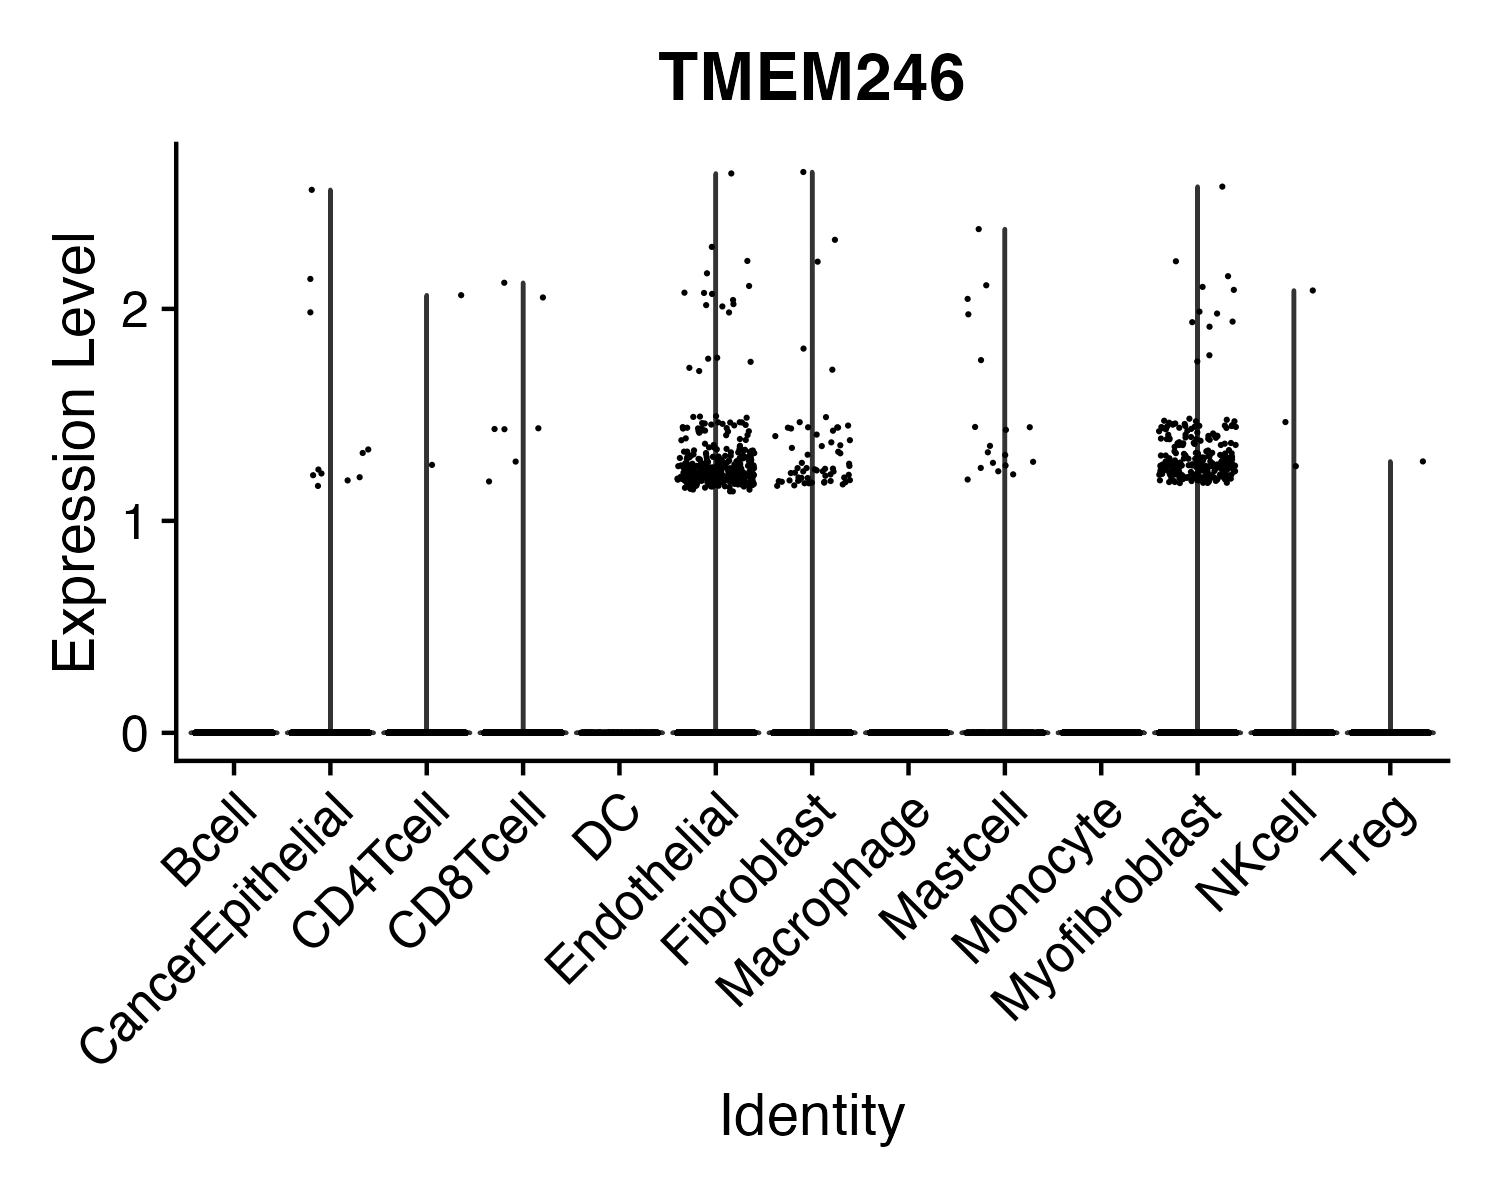 TMEM246
Expression Level
2
1
0
Bcell
CancerEpithelial
CD4Tcell
CD8Tcell
DC
Endothelial
Fibroblast
Macrophage
Mastcell
Monocyte
Myofibroblast
NKcell
Treg
Identity